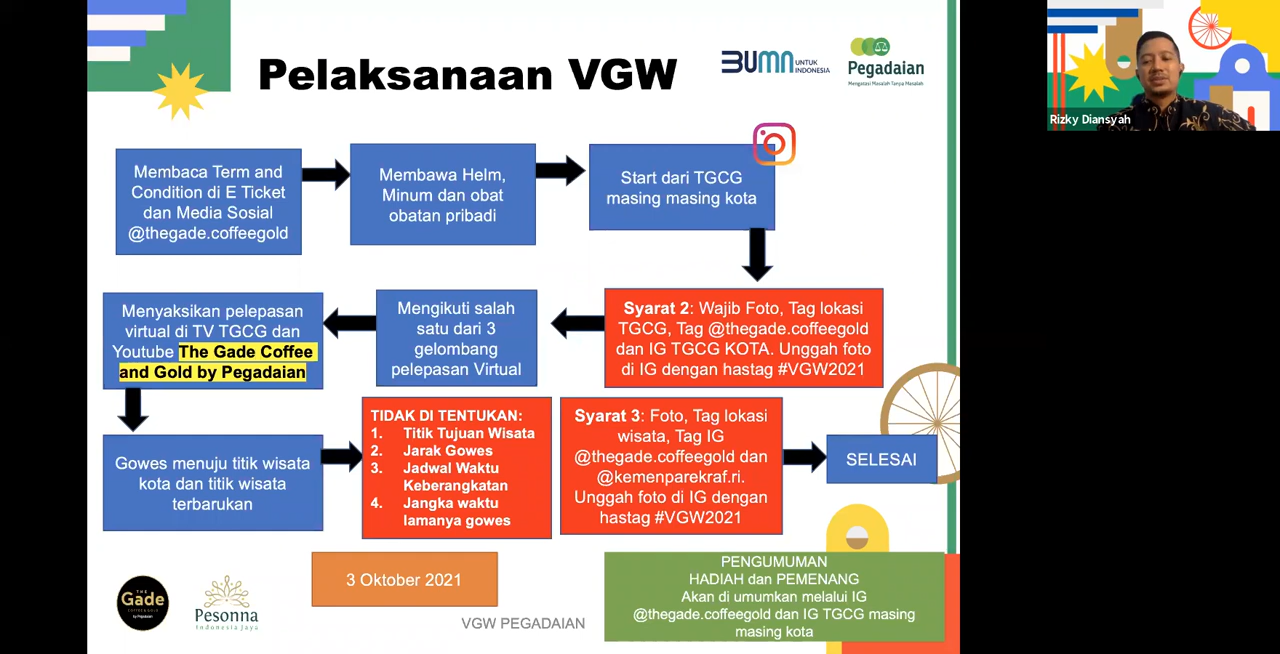 Pelaksanaan VGW
BUMN
UNTUK
INDONESIA
Pegadaian
Mengatasi Masalah Tanpa Masalah
Rizky Diansyah
Membaca Term and
Condition di E Ticket
dan Media Sosial
@thegade.coffeegold
Membawa Helm,
Minum dan obat
obatan pribadi
Start dari TGCG
masing masing kota
Menyaksikan pelepasan
virtual di TV TGCG dan
Youtube The Gade Coffee
and Gold by Pegadaian
Mengikuti salah
satu dari 3
gelombang
pelepasan Virtual
Syarat 2: Wajib Foto, Tag lokasi
TGCG, Tag @thegade.coffeegold
dan IG TGCG KOTA. Unggah foto
di IG dengan hastag #VGW2021
Gowes menuju titik wisata
kota dan titik wisata
terbarukan
TIDAK DI TENTUKAN:
1. Titik Tujuan Wisata
2. Jarak Gowes
3. Jadwal Waktu
Keberangkatan
4. Jangka waktu
lamanya gowes
Syarat 3: Foto, Tag lokasi
wisata, Tag IG
@thegade.coffeegold dan
@kemenparekraf.ri.
Unggah foto di IG dengan
hastag #VGW2021
SELESAI
3 Oktober 2021
PENGUMUMAN
HADIAH dan PEMENANG
Akan di umumkan melalui IG
@thegade.coffeegold dan IG TGCG masing
masing kota
THE
Gade
COFFEE & GOLD
by Pegadaian
Pesonna
Indonesia Jaya
VGW PEGADAIAN